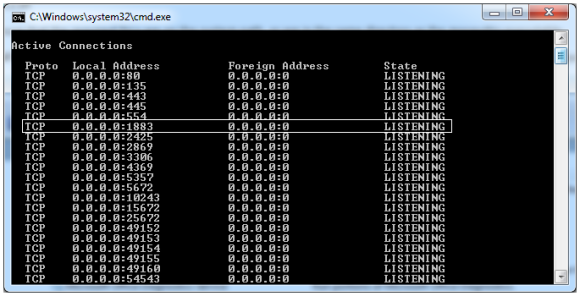 C:\Windows\system32\cmd.exe
Active Connections
Proto Local Address Foreign Address State
TCP 0.0.0.0:80 0.0.0.0:0 LISTENING
TCP 0.0.0.0:135 0.0.0.0:0 LISTENING
TCP 0.0.0.0:443 0.0.0.0:0 LISTENING
TCP 0.0.0.0:445 0.0.0.0:0 LISTENING
TCP 0.0.0.0:554 0.0.0.0:0 LISTENING
TCP 0.0.0.0:1883 0.0.0.0:0 LISTENING
TCP 0.0.0.0:2425 0.0.0.0:0 LISTENING
TCP 0.0.0.0:2869 0.0.0.0:0 LISTENING
TCP 0.0.0.0:3306 0.0.0.0:0 LISTENING
TCP 0.0.0.0:4369 0.0.0.0:0 LISTENING
TCP 0.0.0.0:5357 0.0.0.0:0 LISTENING
TCP 0.0.0.0:5672 0.0.0.0:0 LISTENING
TCP 0.0.0.0:10243 0.0.0.0:0 LISTENING
TCP 0.0.0.0:15672 0.0.0.0:0 LISTENING
TCP 0.0.0.0:25672 0.0.0.0:0 LISTENING
TCP 0.0.0.0:49152 0.0.0.0:0 LISTENING
TCP 0.0.0.0:49153 0.0.0.0:0 LISTENING
TCP 0.0.0.0:49154 0.0.0.0:0 LISTENING
TCP 0.0.0.0:49155 0.0.0.0:0 LISTENING
TCP 0.0.0.0:49160 0.0.0.0:0 LISTENING
TCP 0.0.0.0:54543 0.0.0.0:0 LISTENING